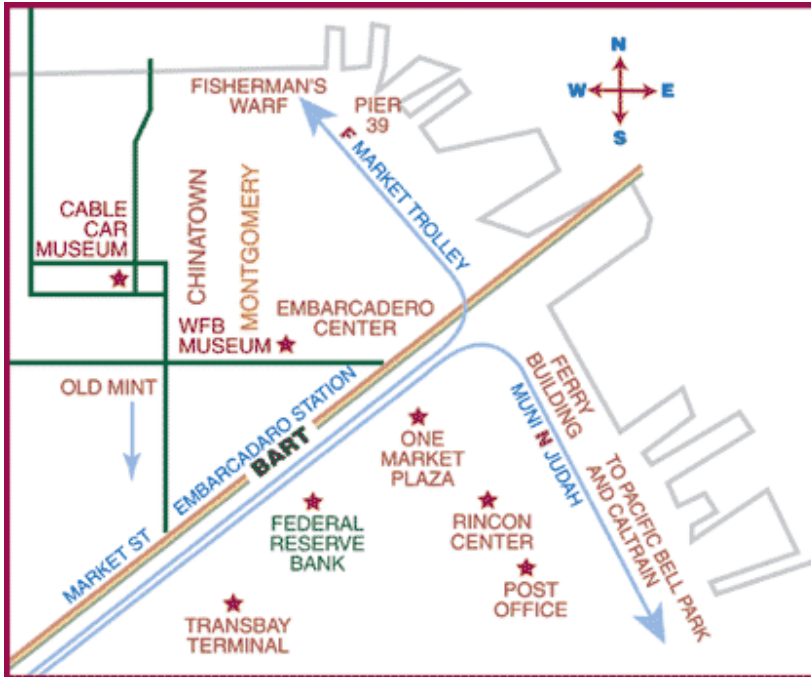 N
W E
S
FISHERMAN'S
WARF
PIER
39
F MARKET TROLLEY
CHINATOWN
MONTGOMERY
CABLE
CAR
MUSEUM
EMBARCADERO
CENTER
WFB
MUSEUM
OLD MINT
MARKET ST
EMBARCADARO STATION
BART
FERRY
BUILDING
MUNI N JUDAH
TO PACIFIC BELL PARK
AND CALTRAIN
ONE
MARKET
PLAZA
FEDERAL
RESERVE
BANK
RINCON
CENTER
POST
OFFICE
TRANSBAY
TERMINAL